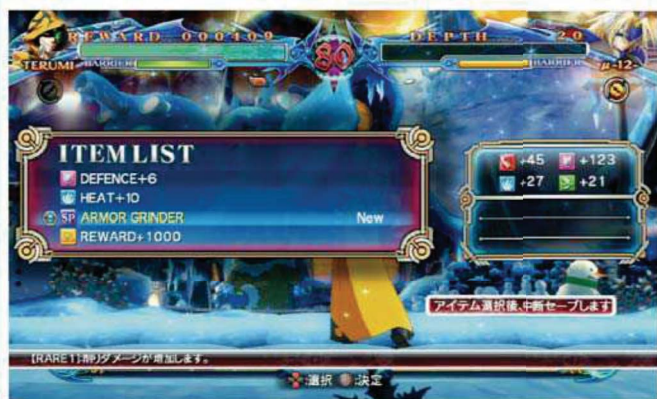 REWARD 000409
DEPTH 20
80
TERUMI
BARRIER
BARRIER
μ-12-
ITEM LIST
DEFENCE+6
HEAT+10
SP ARMOR GRINDER New
REWARD+1000
+45 +123
+27 +21
アイテム選択後、中断セーブします
【RARE1】削りダメージが増加します。
:選択 :決定